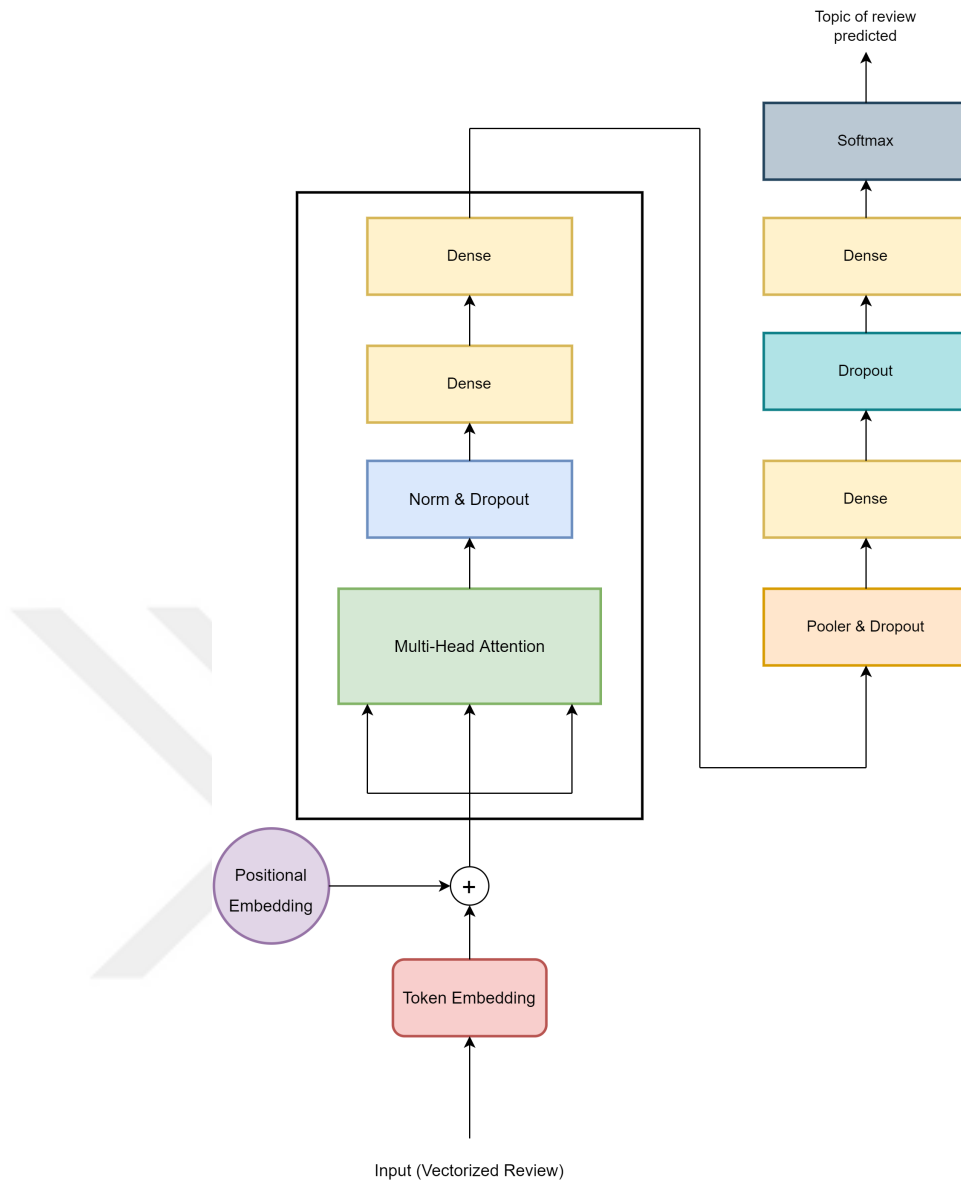 Topic of review
predicted
Softmax
Dense
Dropout
Dense
Pooler & Dropout
Dense
Dense
Norm & Dropout
Multi-Head Attention
Positional
Embedding
+
Token Embedding
Input (Vectorized Review)